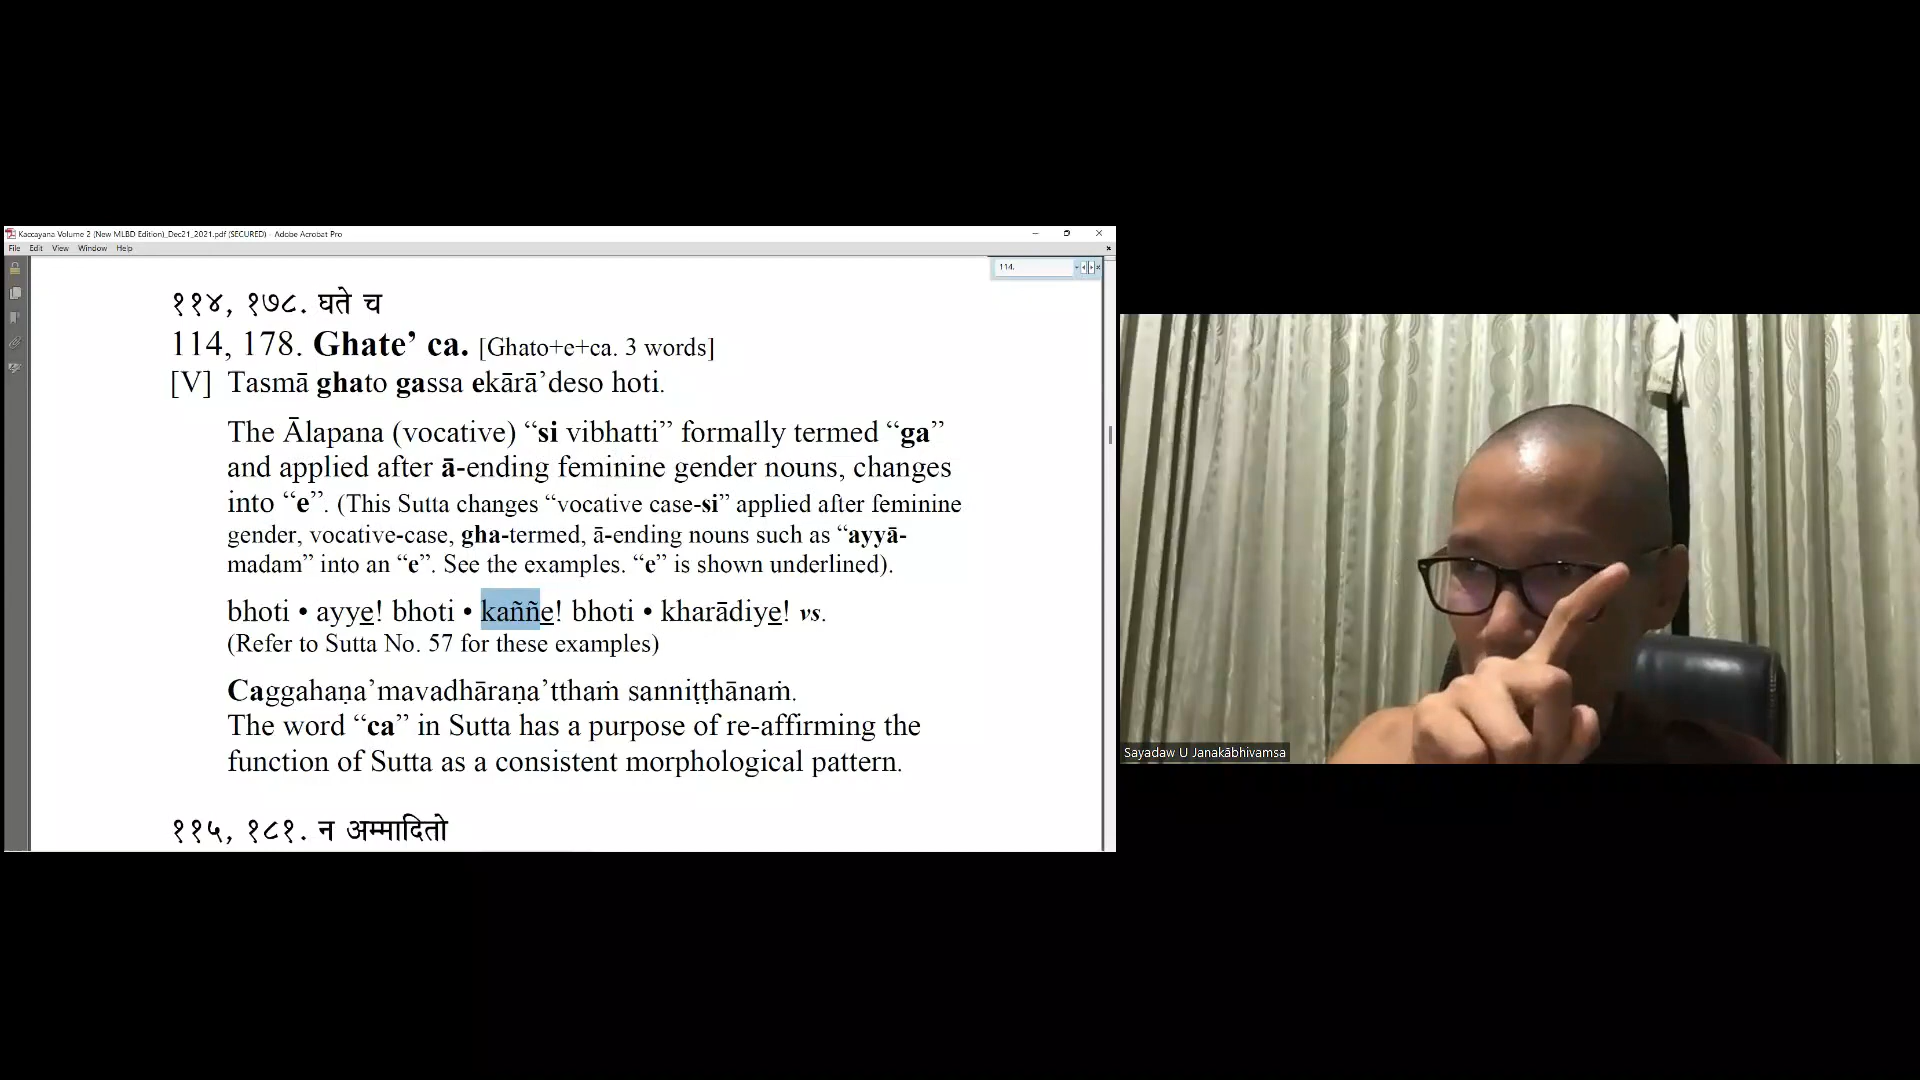 Kaccayana Volume 2 (New MLBD Edition)_Dec21_2021.pdf (SECURED) - Adobe Acrobat Pro
File Edit View Window Help
114.
११४, १७८. घते च
114, 178. Ghate’ ca. [Ghato+e+ca. 3 words]
[V] Tasmā ghato gassa ekārā’deso hoti.
The Ālapana (vocative) “si vibhatti” formally termed “ga”
and applied after ā-ending feminine gender nouns, changes
into “e”. (This Sutta changes “vocative case-si” applied after feminine
gender, vocative-case, gha-termed, ā-ending nouns such as “ayyā-
madam” into an “e”. See the examples. “e” is shown underlined).
bhoti • ayye! bhoti • kaññe! bhoti • kharādiye! vs.
(Refer to Sutta No. 57 for these examples)
Caggahaṇa’mavadhāraṇa’tthaṁ sanniṭṭhānaṁ.
The word “ca” in Sutta has a purpose of re-affirming the
function of Sutta as a consistent morphological pattern.
११५, १८१. न अम्मादितो
Sayadaw U Janakābhivamsa